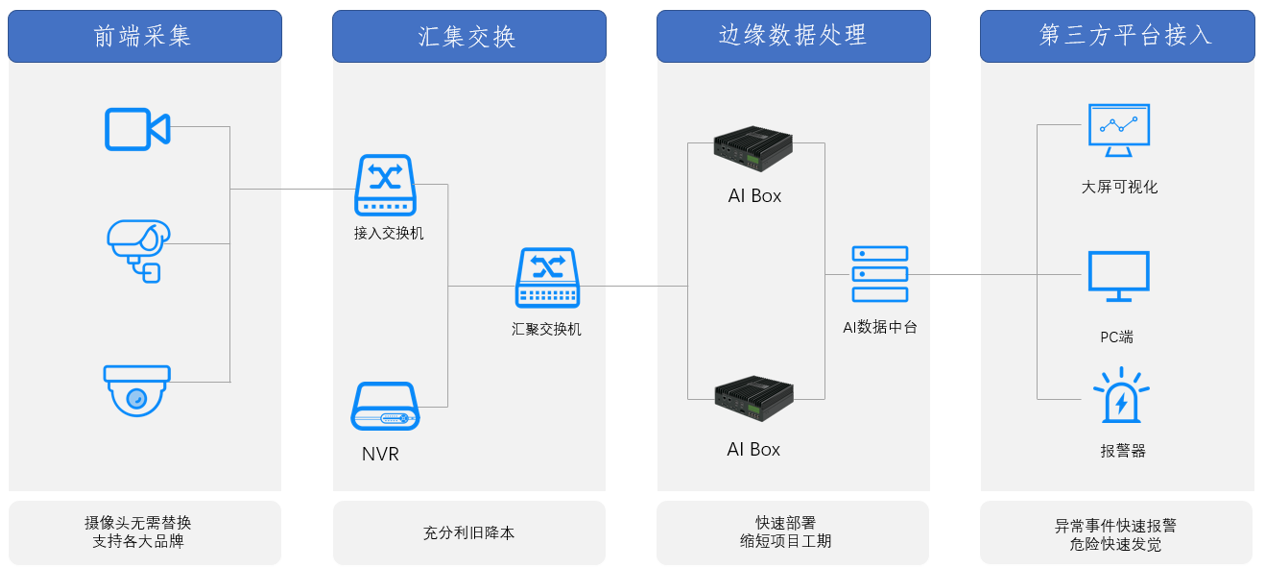 前端采集
汇集交换
边缘数据处理
第三方平台接入
接入交换机
NVR
汇聚交换机
AI Box
AI Box
AI数据中台
大屏可视化
PC端
报警器
摄像头无需替换
支持各大品牌
充分利旧降本
快速部署
缩短项目工期
异常事件快速报警
危险快速发觉